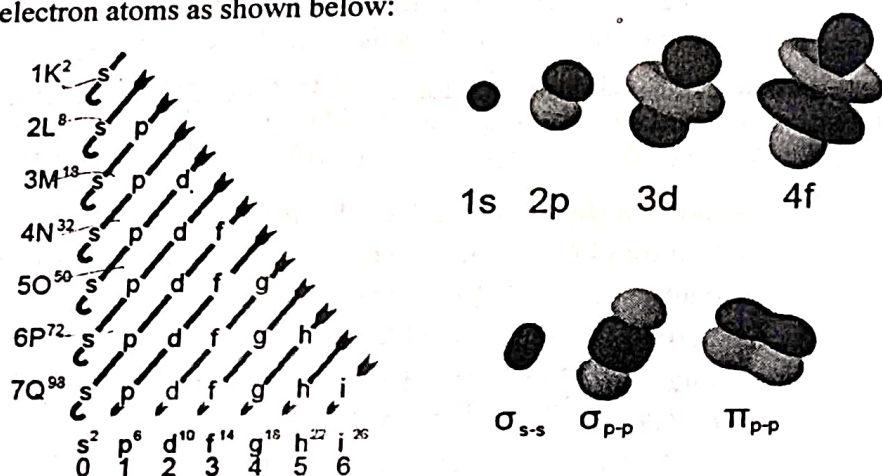 electron atoms as shown below:
1K² s
2L⁸ s p
3M¹⁸ s p d
4N³² s p d f
5O⁵⁰ s p d f g
6P⁷² s p d f g h
7Q⁹⁸ s p d f g h i
s² p⁶ d¹⁰ f¹⁴ g¹⁸ h²² i²⁶
0 1 2 3 4 5 6
1s 2p 3d 4f
σs-s σp-p πp-p